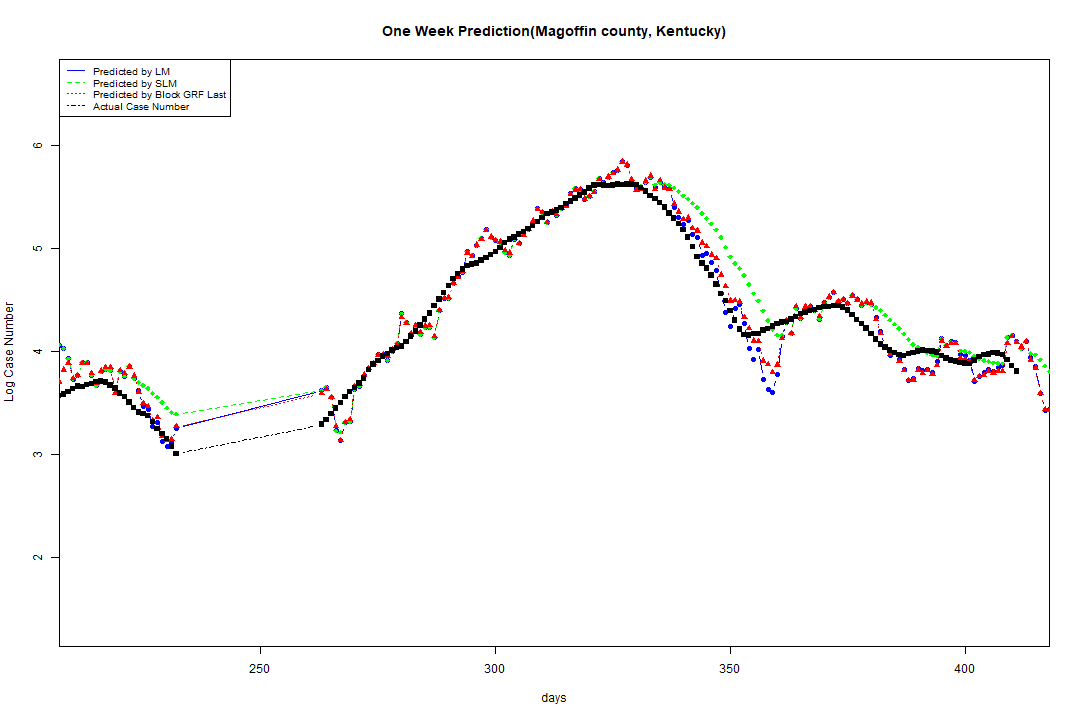 One Week Prediction(Magoffin county, Kentucky)
Predicted by LM
Predicted by SLM
Predicted by Block GRF Last
Actual Case Number
6
5
4
3
2
Log Case Number
250
300
350
400
days